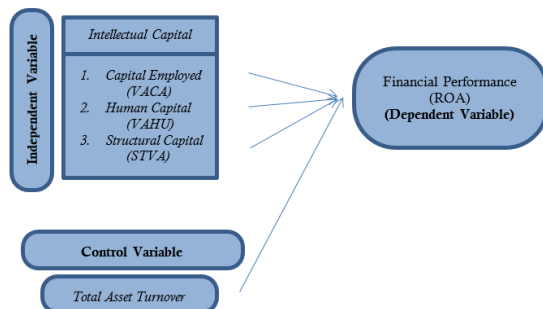 Independent Variable
Intellectual Capital
1. Capital Employed
(VACA)
2. Human Capital
(VAHU)
3. Structural Capital
(STVA)
Financial Performance
(ROA)
(Dependent Variable)
Control Variable
Total Asset Turnover